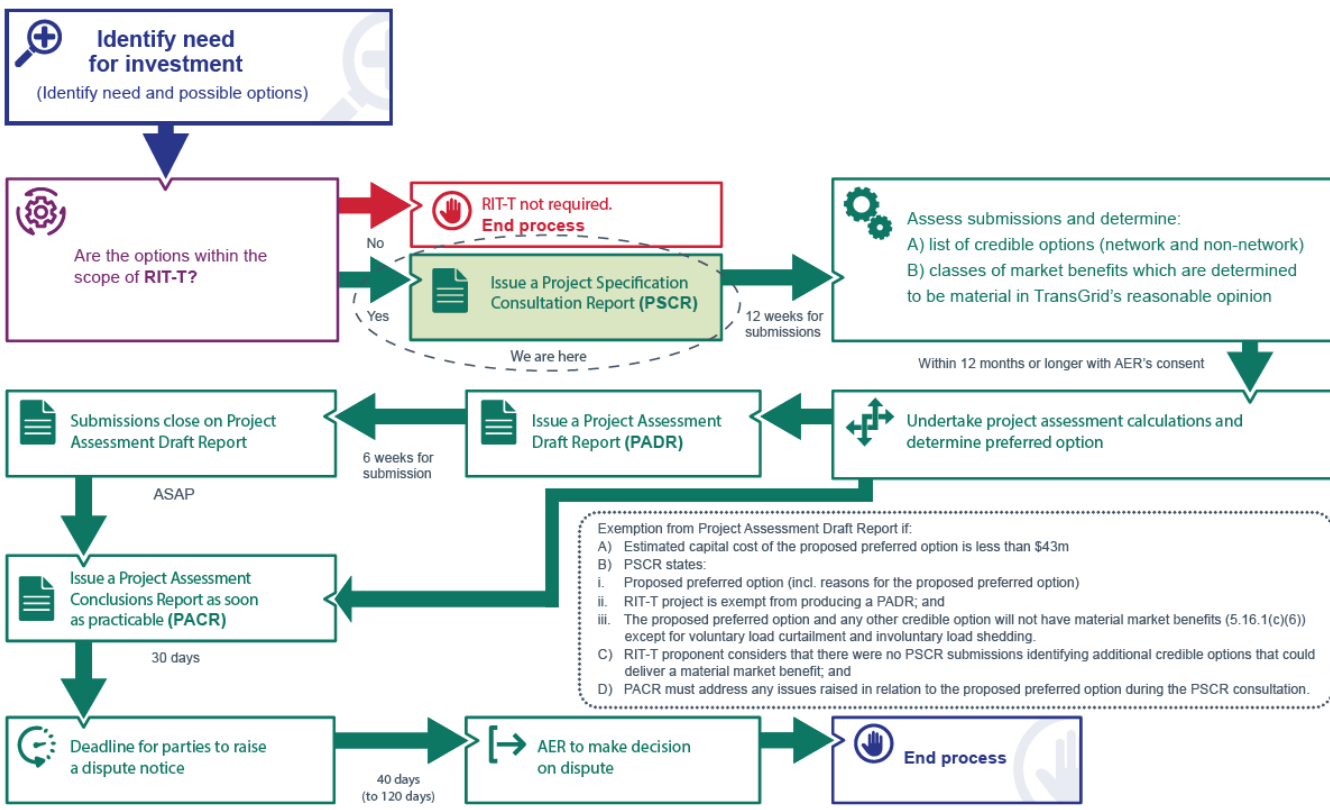 Identify need
for investment
(Identify need and possible options)
Are the options within the
scope of RIT-T?
No
Yes
RIT-T not required.
End process
Issue a Project Specification
Consultation Report (PSCR)
We are here
12 weeks for
submissions
Assess submissions and determine:
A) list of credible options (network and non-network)
B) classes of market benefits which are determined
to be material in TransGrid's reasonable opinion
Within 12 months or longer with AER's consent
Undertake project assessment calculations and
determine preferred option
Issue a Project Assessment
Draft Report (PADR)
6 weeks for
submission
Submissions close on Project
Assessment Draft Report
ASAP
Exemption from Project Assessment Draft Report if:
A) Estimated capital cost of the proposed preferred option is less than $43m
B) PSCR states:
i. Proposed preferred option (incl. reasons for the proposed preferred option)
ii. RIT-T project is exempt from producing a PADR; and
iii. The proposed preferred option and any other credible option will not have material market benefits (5.16.1(c)(6))
except for voluntary load curtailment and involuntary load shedding.
C) RIT-T proponent considers that there were no PSCR submissions identifying additional credible options that could
deliver a material market benefit; and
D) PACR must address any issues raised in relation to the proposed preferred option during the PSCR consultation.
Issue a Project Assessment
Conclusions Report as soon
as practicable (PACR)
30 days
Deadline for parties to raise
a dispute notice
40 days
(to 120 days)
AER to make decision
on dispute
End process